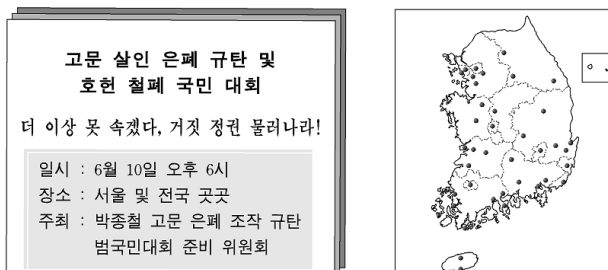 고문 살인 은폐 규탄 및
호헌 철폐 국민 대회
더 이상 못 속겠다, 거짓 정권 물러나라!
일시 : 6월 10일 오후 6시
장소 : 서울 및 전국 곳곳
주최 : 박종철 고문 은폐 조작 규탄
범국민대회 준비 위원회